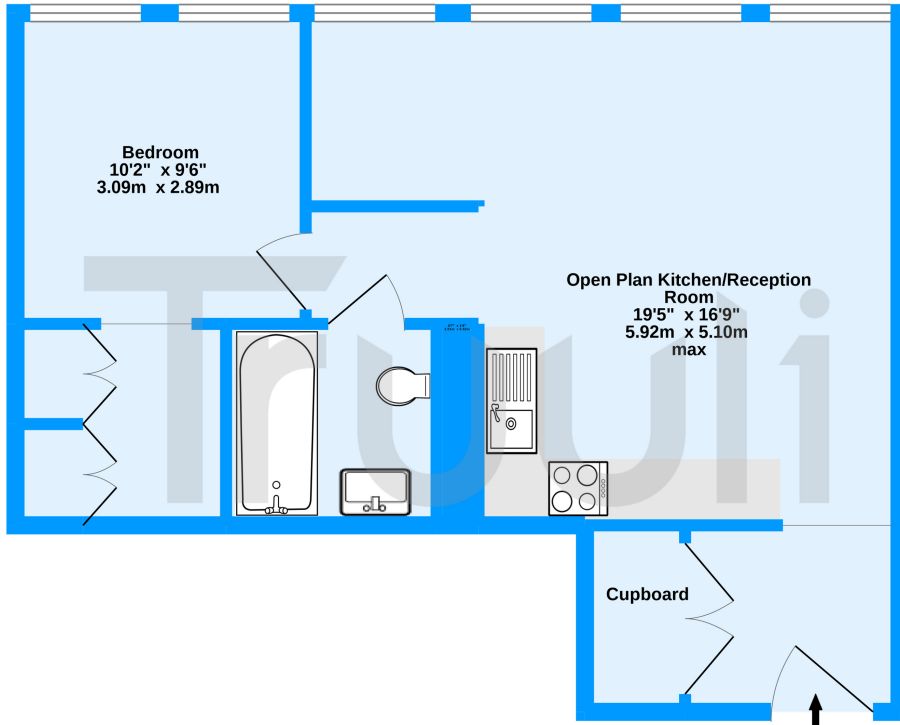 Bedroom
10'2" x 9'6"
3.09m x 2.89m
Open Plan Kitchen/Reception
Room
19'5" x 16'9"
5.92m x 5.10m
max
Truuli
Cupboard